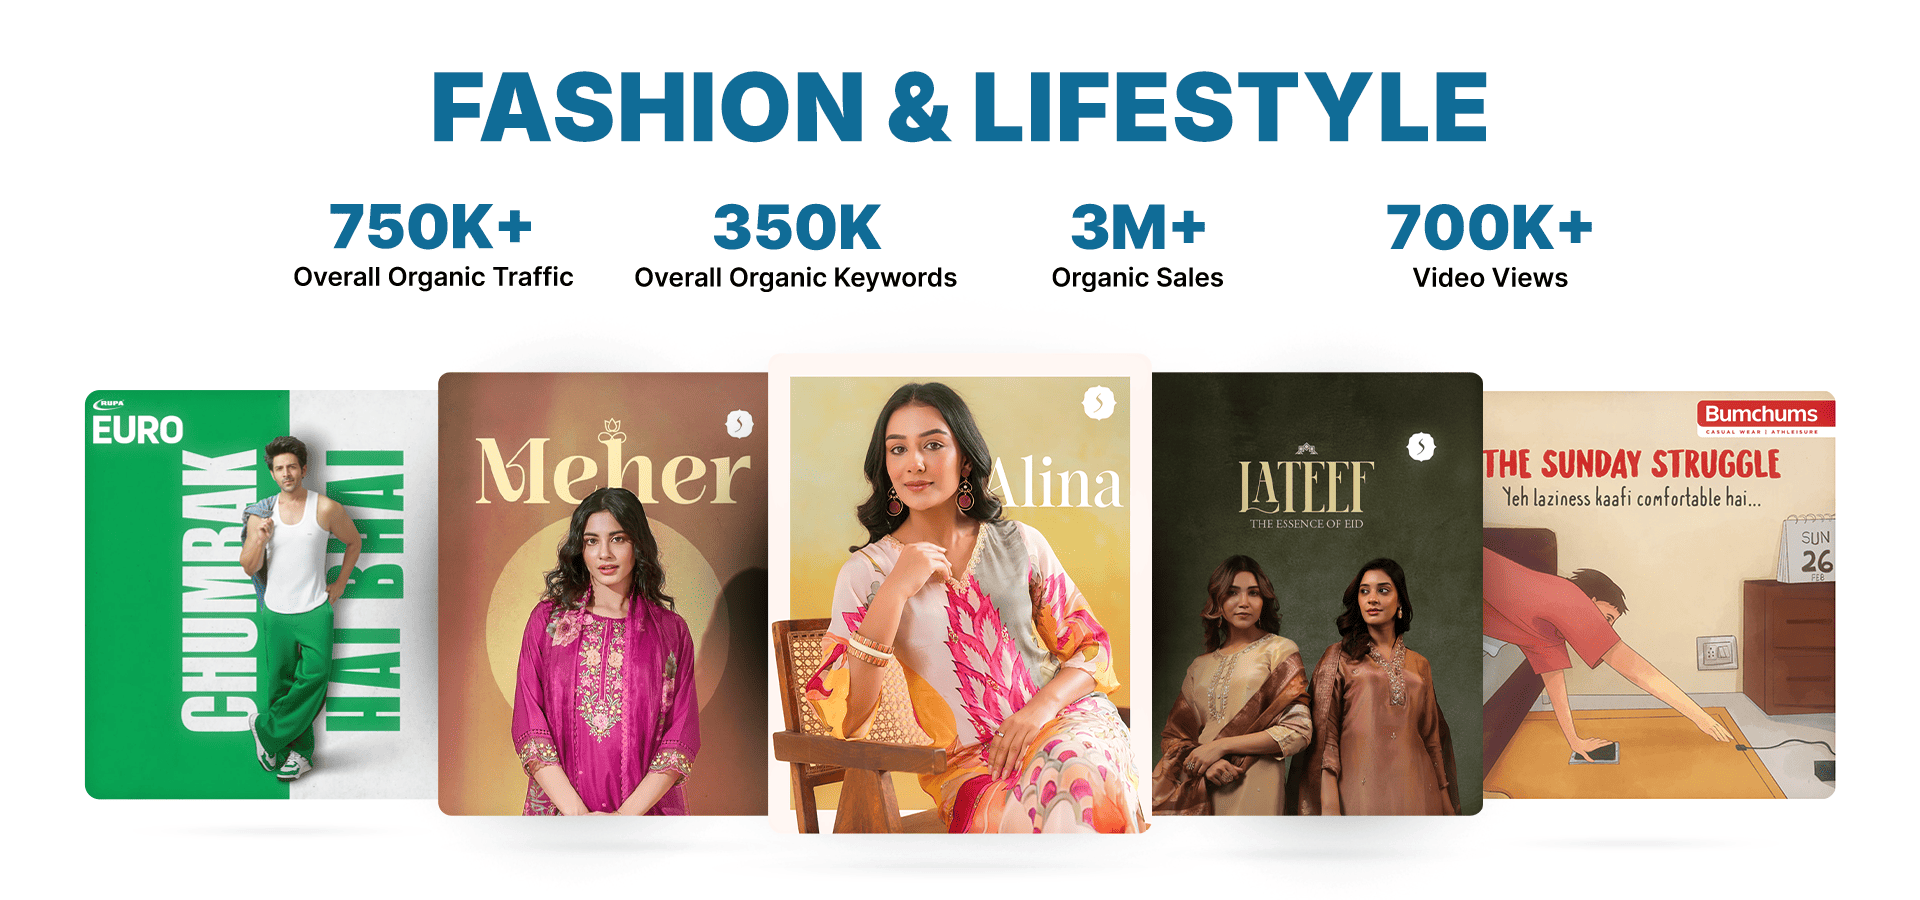 FASHION & LIFESTYLE
750K+
Overall Organic Traffic
350K
Overall Organic Keywords
3M+
Organic Sales
700K+
Video Views
RUPA
EURO
CHUMBAK
HAI BHAI
Meher
S
Alina
S
LATEEF
THE ESSENCE OF EID
S
Bumchums
CASUAL WEAR | ATHLEISURE
THE SUNDAY STRUGGLE
Yeh laziness kaafi comfortable hai...
SUN
26
FEB